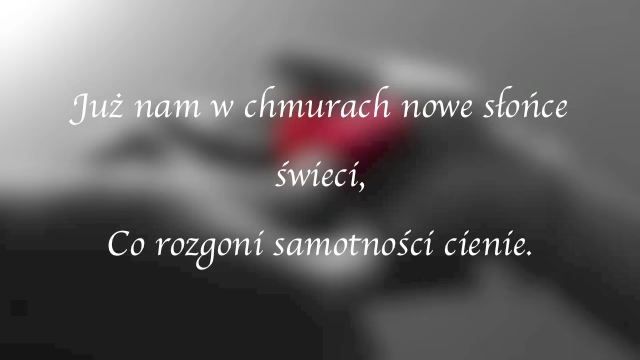 Już nam w chmurach nowe słońce
świeci,
Co rozgoni samotności cienie.